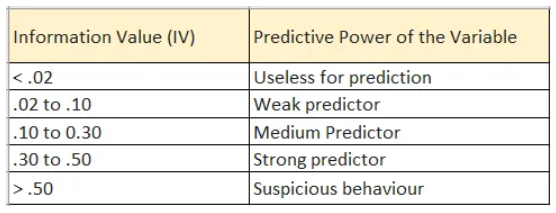 Information Value (IV) Predictive Power of the Variable
< .02 Useless for prediction
.02 to .10 Weak predictor
.10 to 0.30 Medium Predictor
.30 to .50 Strong predictor
> .50 Suspicious behaviour